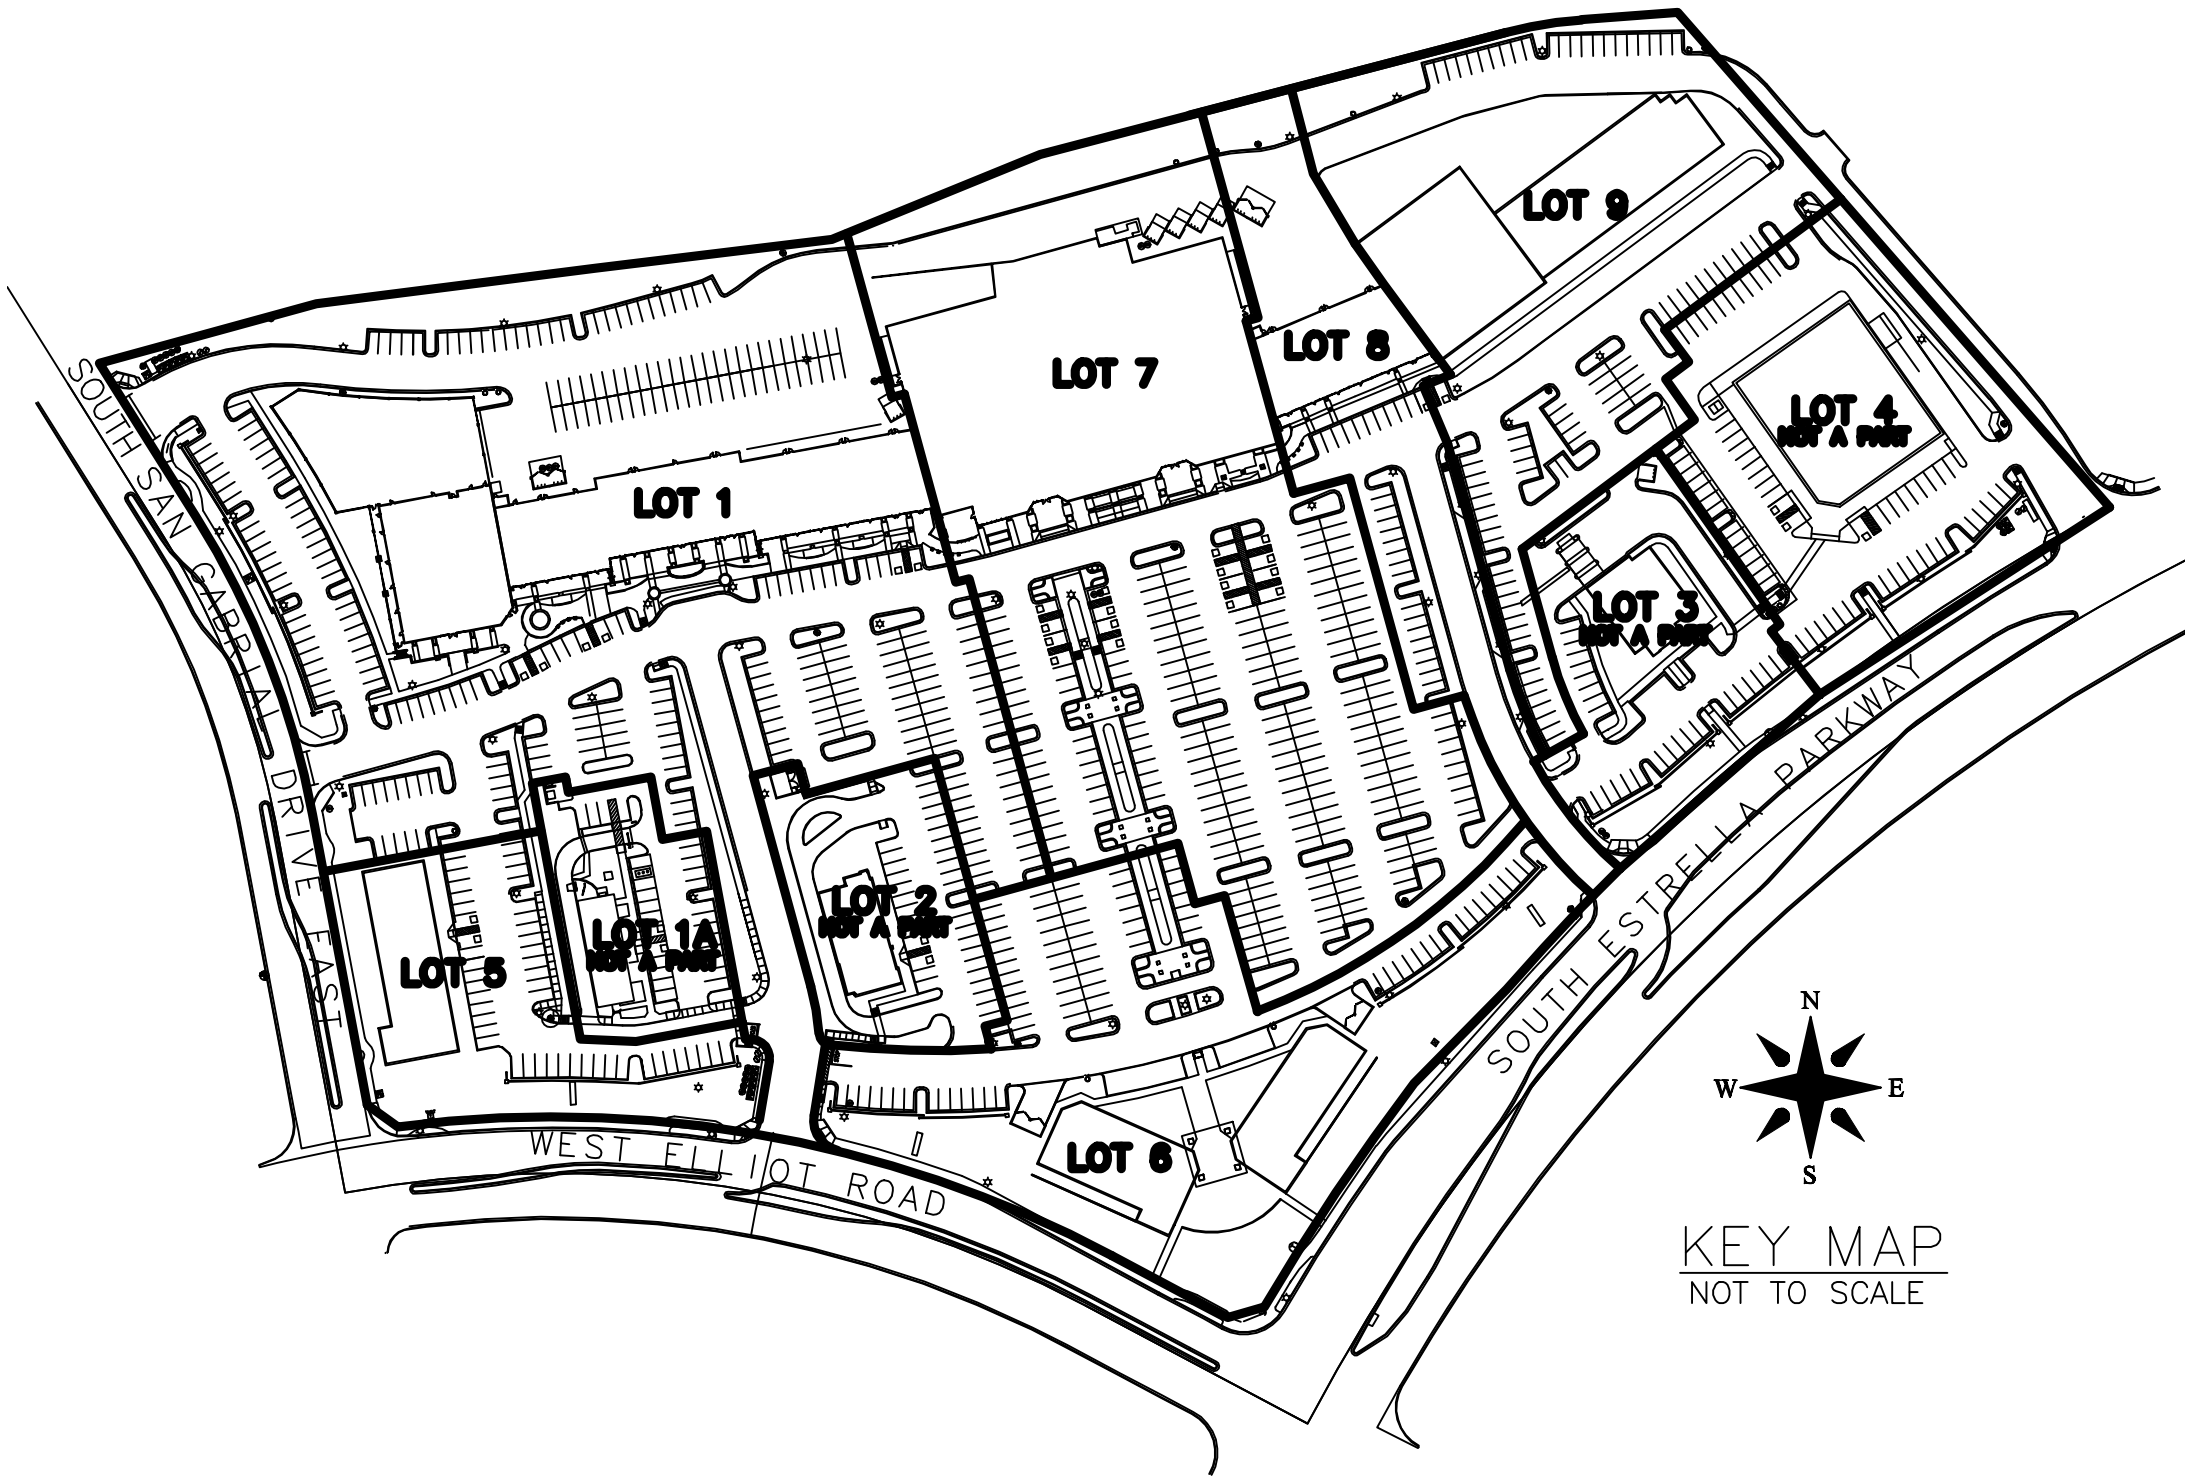 LOT 9
LOT 8
LOT 7
LOT 4
NOT A PART
LOT 1
LOT 3
NOT A PART
LOT 2
NOT A PART
LOT 1A
NOT A PART
LOT 5
LOT 6
SOUTH SAN GABRIAL DRIVE EAST
WEST ELLIOT ROAD
SOUTH ESTRELLA PARKWAY
N
W E
S
KEY MAP
NOT TO SCALE